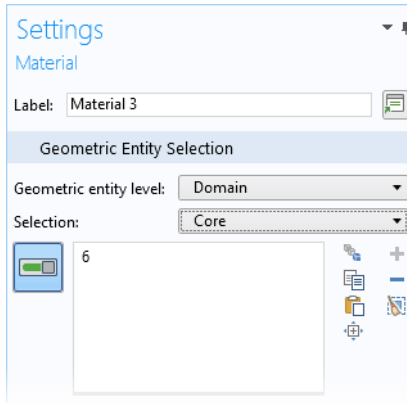 Settings
Material
Label: Material 3
Geometric Entity Selection
Geometric entity level: Domain
Selection: Core
6